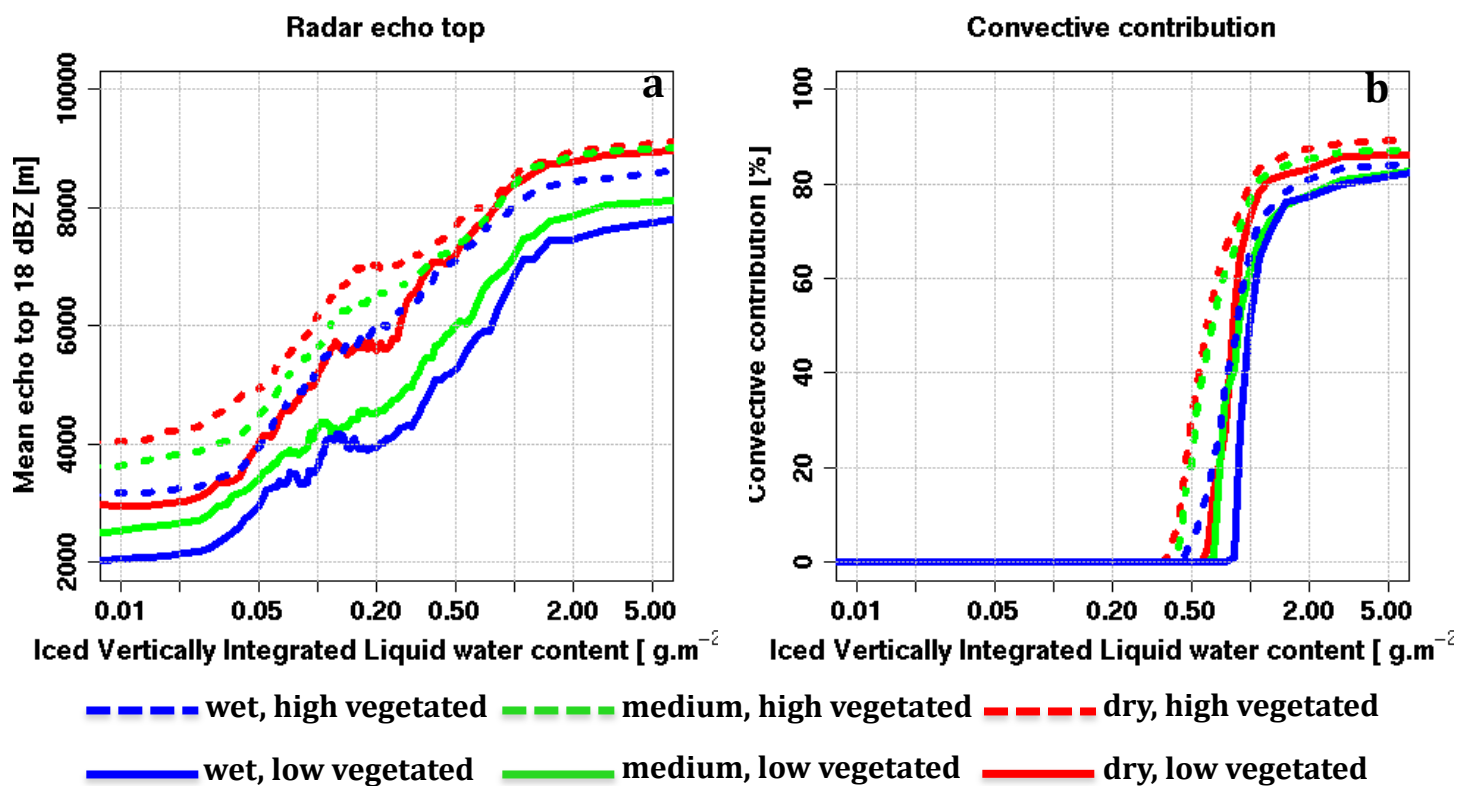 Radar echo top
Convective contribution
a
b
Mean echo top 18 dBZ [m]
10000
8000
6000
4000
2000
0.01 0.05 0.20 0.50 2.00 5.00
Iced Vertically Integrated Liquid water content [ g.m⁻²
Convective contribution [%]
100
80
60
40
20
0
0.01 0.05 0.20 0.50 2.00 5.00
Iced Vertically Integrated Liquid water content [ g.m⁻²
wet, high vegetated medium, high vegetated dry, high vegetated
wet, low vegetated medium, low vegetated dry, low vegetated